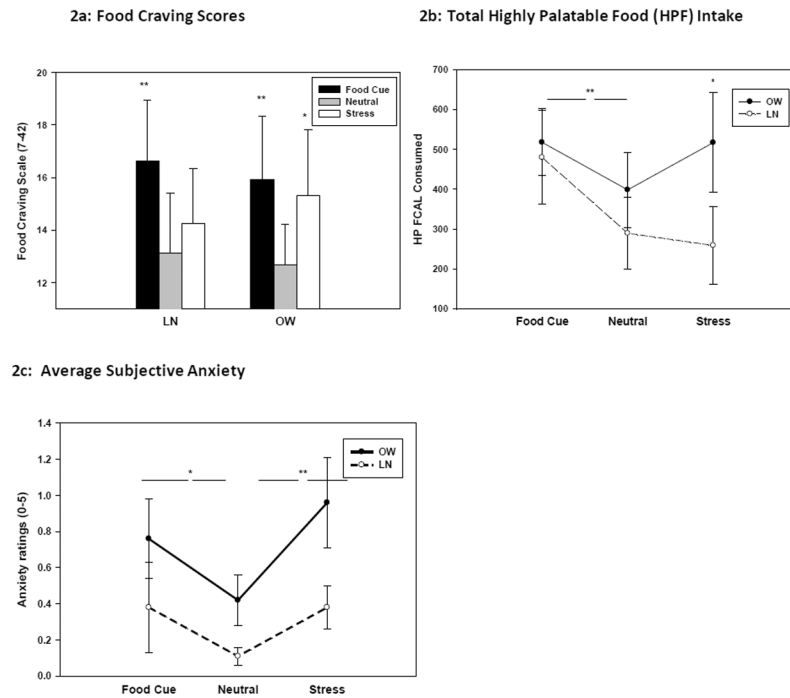 2a: Food Craving Scores
20
18
16
14
12
Food Craving Scale (7-42)
**
**
*
Food Cue
Neutral
Stress
LN
OW
2b: Total Highly Palatable Food (HPF) Intake
700
600
500
400
300
200
100
HP FCAL Consumed
**
*
OW
LN
Food Cue
Neutral
Stress
2c: Average Subjective Anxiety
1.4
1.2
1.0
0.8
0.6
0.4
0.2
0.0
Anxiety ratings (0-5)
*
**
OW
LN
Food Cue
Neutral
Stress